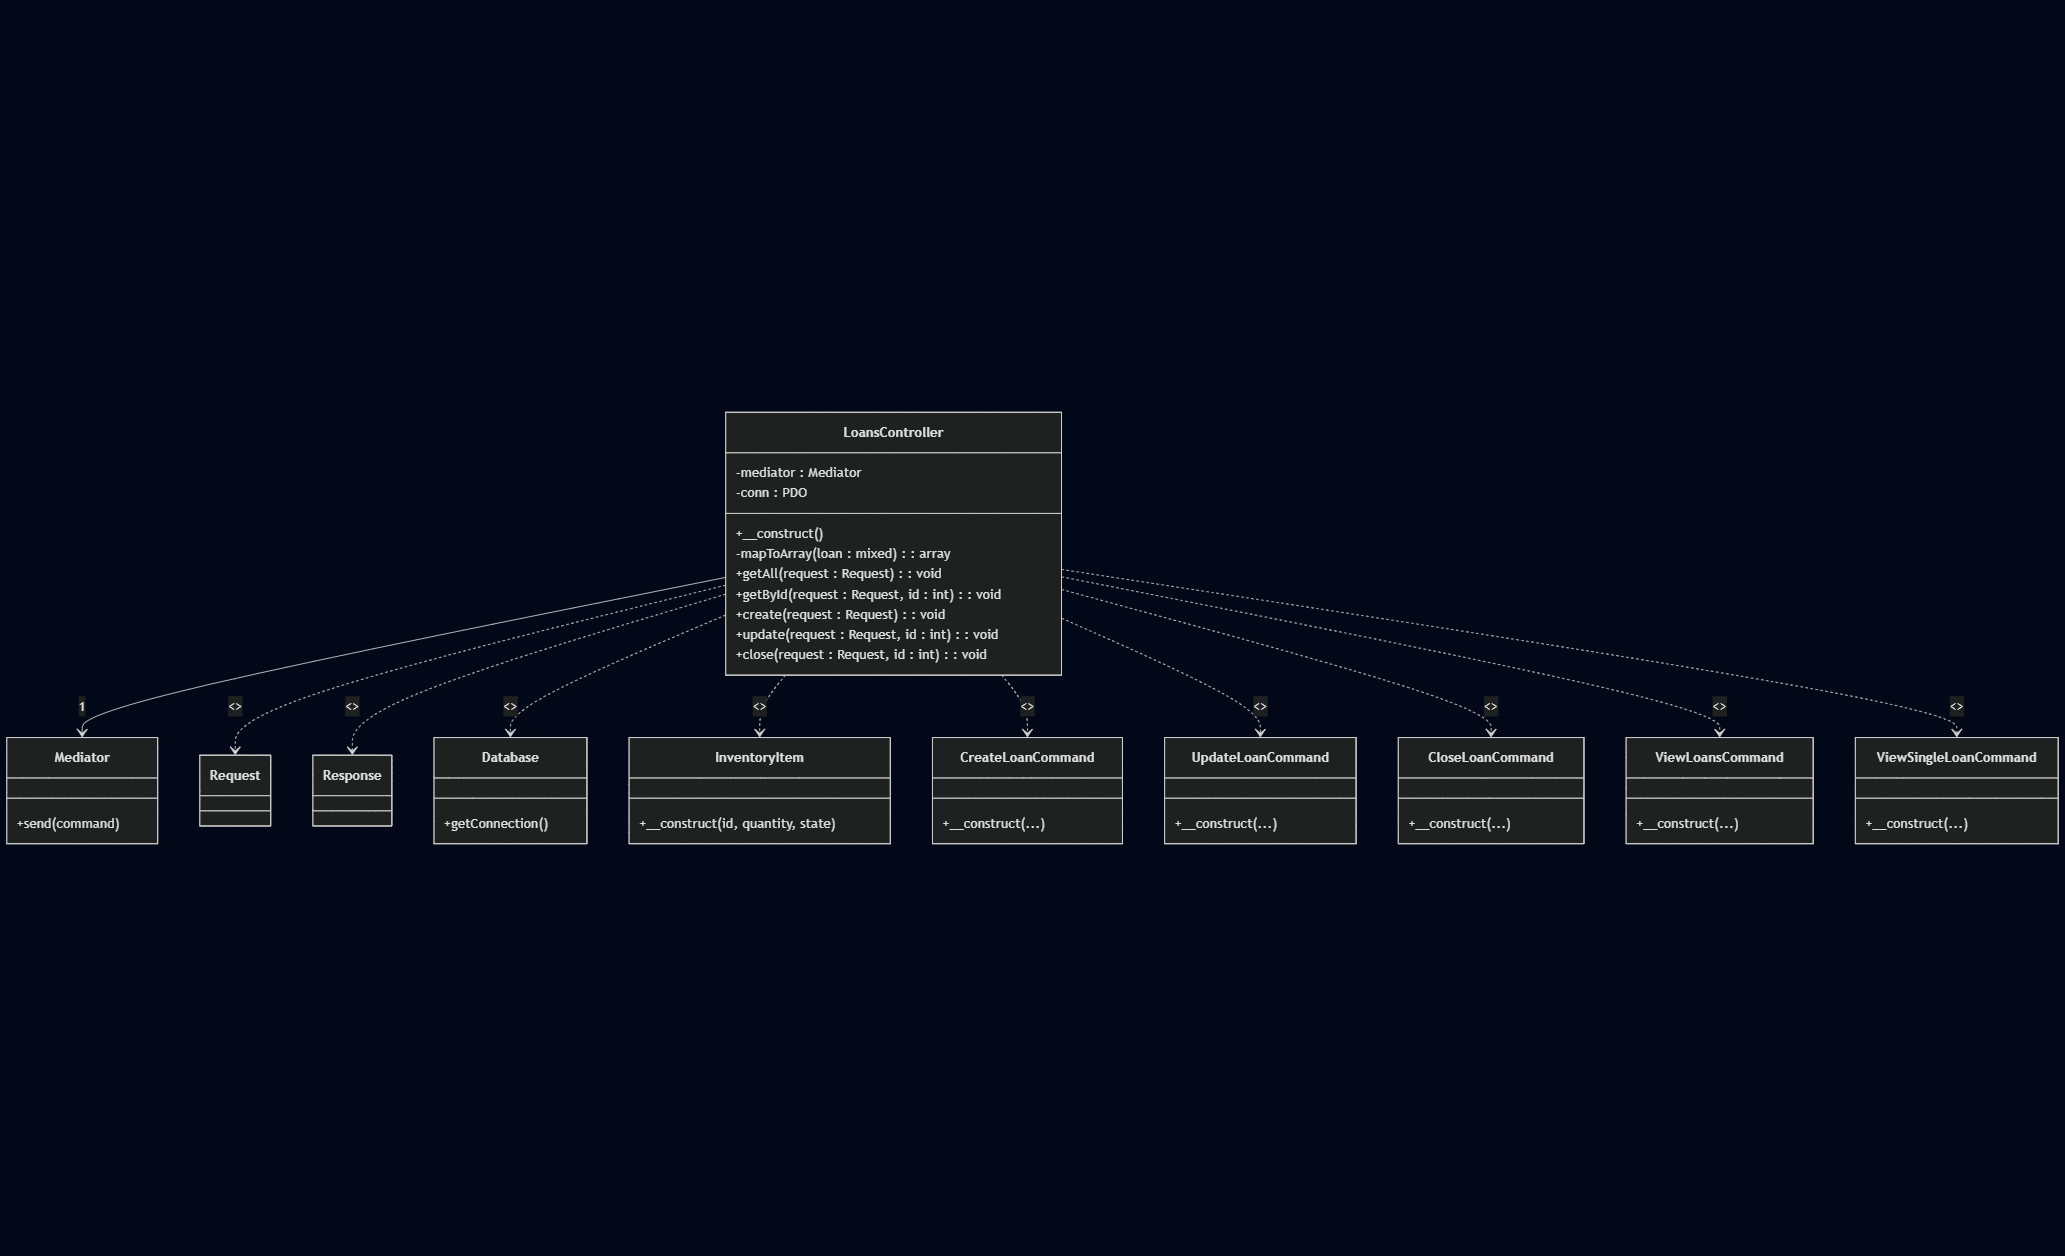 LoansController
-mediator : Mediator
-conn : PDO
+__construct()
-mapToArray(loan : mixed) : : array
+getAll(request : Request) : : void
+getById(request : Request, id : int) : : void
+create(request : Request) : : void
+update(request : Request, id : int) : : void
+close(request : Request, id : int) : : void
1
<>
<>
<>
<>
<>
<>
<>
<>
<>
Mediator
+send(command)
Request
Response
Database
+getConnection()
InventoryItem
+__construct(id, quantity, state)
CreateLoanCommand
+__construct(...)
UpdateLoanCommand
+__construct(...)
CloseLoanCommand
+__construct(...)
ViewLoansCommand
+__construct(...)
ViewSingleLoanCommand
+__construct(...)